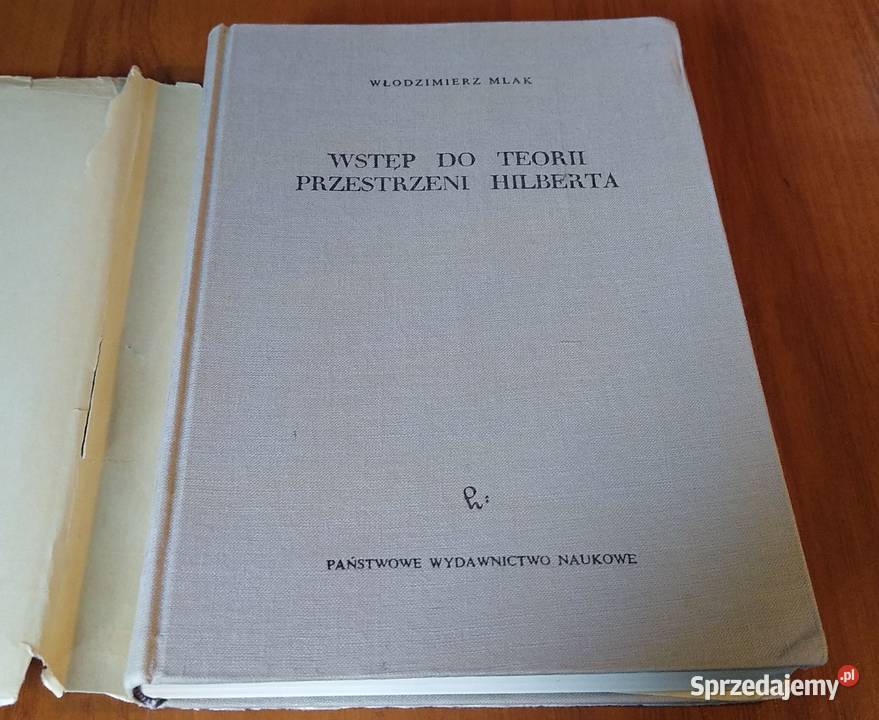 WŁODZIMIERZ MLAK
WSTĘP DO TEORII
PRZESTRZENI HILBERTA
PAŃSTWOWE WYDAWNICTWO NAUKOWE
Sprzedajemy.pl